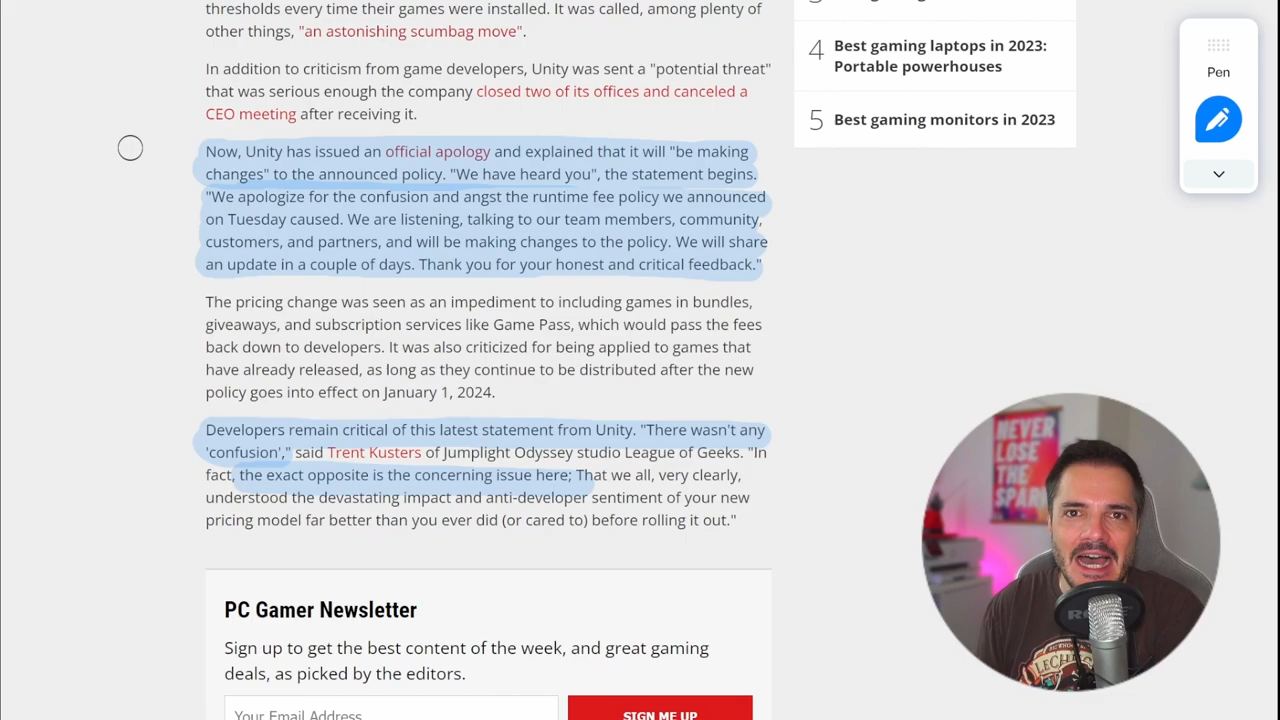 thresholds every time their games were installed. It was called, among plenty of
other things, "an astonishing scumbag move".
In addition to criticism from game developers, Unity was sent a "potential threat"
that was serious enough the company closed two of its offices and canceled a
CEO meeting after receiving it.
Now, Unity has issued an official apology and explained that it will "be making
changes" to the announced policy. "We have heard you", the statement begins.
"We apologize for the confusion and angst the runtime fee policy we announced
on Tuesday caused. We are listening, talking to our team members, community,
customers, and partners, and will be making changes to the policy. We will share
an update in a couple of days. Thank you for your honest and critical feedback."
The pricing change was seen as an impediment to including games in bundles,
giveaways, and subscription services like Game Pass, which would pass the fees
back down to developers. It was also criticized for being applied to games that
have already released, as long as they continue to be distributed after the new
policy goes into effect on January 1, 2024.
Developers remain critical of this latest statement from Unity. "There wasn't any
'confusion'," said Trent Kusters of Jumplight Odyssey studio League of Geeks. "In
fact, the exact opposite is the concerning issue here; That we all, very clearly,
understood the devastating impact and anti-developer sentiment of your new
pricing model far better than you ever did (or cared to) before rolling it out."
PC Gamer Newsletter
Sign up to get the best content of the week, and great gaming
deals, as picked by the editors.
Your Email Address
SIGN ME UP
4 Best gaming laptops in 2023:
Portable powerhouses
5 Best gaming monitors in 2023
Pen
NEVER
LOSE
THE
SPARK